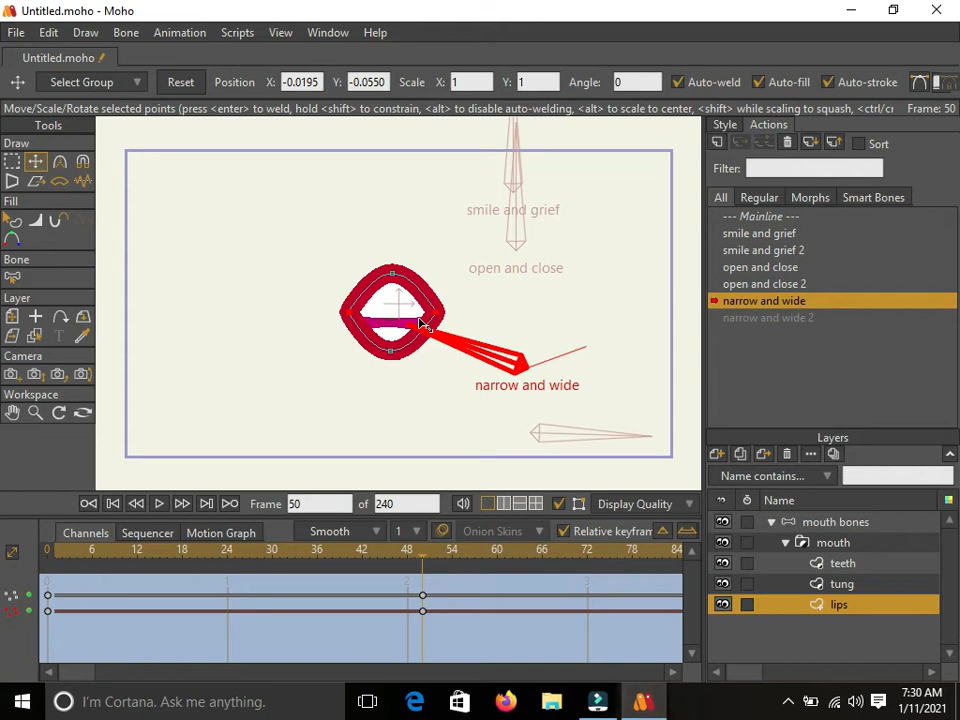 Untitled.moho - Moho
File Edit Draw Bone Animation Scripts View Window Help
Untitled.moho
Select Group Reset Position X: -0.0195 Y: -0.0550 Scale X: 1 Y: 1 Angle: 0 Auto-weld Auto-fill Auto-stroke
Move/Scale/Rotate selected points (press <enter> to weld, hold <shift> to constrain, <alt> to disable auto-welding, <alt> to scale to center, <shift> while scaling to squash, <ctrl/c Frame: 50
Tools
Draw
Fill
Bone
Layer
Camera
Workspace
smile and grief
open and close
narrow and wide
Style Actions
Sort
Filter:
All Regular Morphs Smart Bones
--- Mainline ---
smile and grief
smile and grief 2
open and close
open and close 2
narrow and wide
narrow and wide 2
Layers
Name contains...
Name
mouth bones
mouth
teeth
tung
lips
Frame 50 of 240 Display Quality
Channels Sequencer Motion Graph Smooth 1 Onion Skins Relative keyfram
0 6 12 18 24 30 36 42 48 54 60 66 72 78 84
0 1 2 3
I'm Cortana. Ask me anything.
7:30 AM
1/11/2021